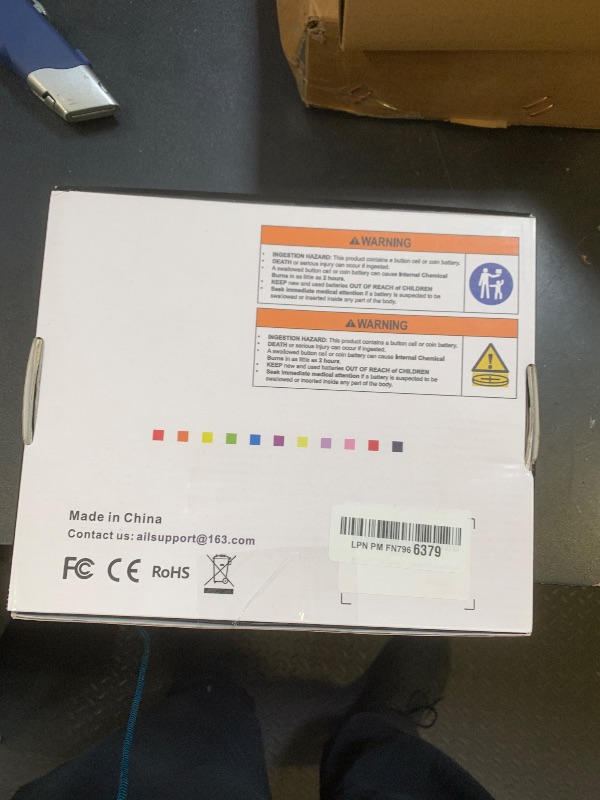 WARNING
INGESTION HAZARD: This product contains a button cell or coin battery.
DEATH or serious injury can occur if ingested.
A swallowed button cell or coin battery can cause Internal Chemical
Burns in as little as 2 hours.
KEEP new and used batteries OUT OF REACH of CHILDREN
Seek immediate medical attention if a battery is suspected to be
swallowed or inserted inside any part of the body.
WARNING
INGESTION HAZARD: This product contains a button cell or coin battery.
DEATH or serious injury can occur if ingested.
A swallowed button cell or coin battery can cause Internal Chemical
Burns in as little as 2 hours.
KEEP new and used batteries OUT OF REACH of CHILDREN
Seek immediate medical attention if a battery is suspected to be
swallowed or inserted inside any part of the body.
Made in China
Contact us: ailsupport@163.com
FC CE RoHS
LPN PM FN796 6379